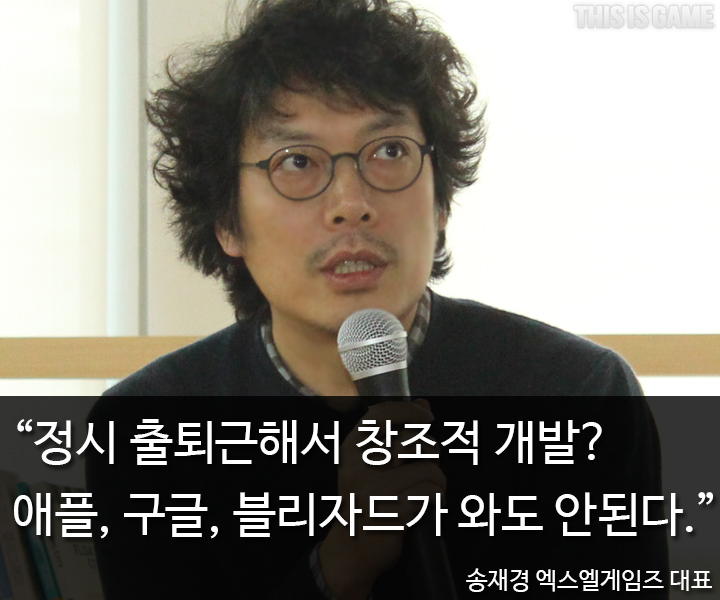 THIS IS GAME
“정시 출퇴근해서 창조적 개발?
애플, 구글, 블리자드가 와도 안된다.”
송재경 엑스엘게임즈 대표